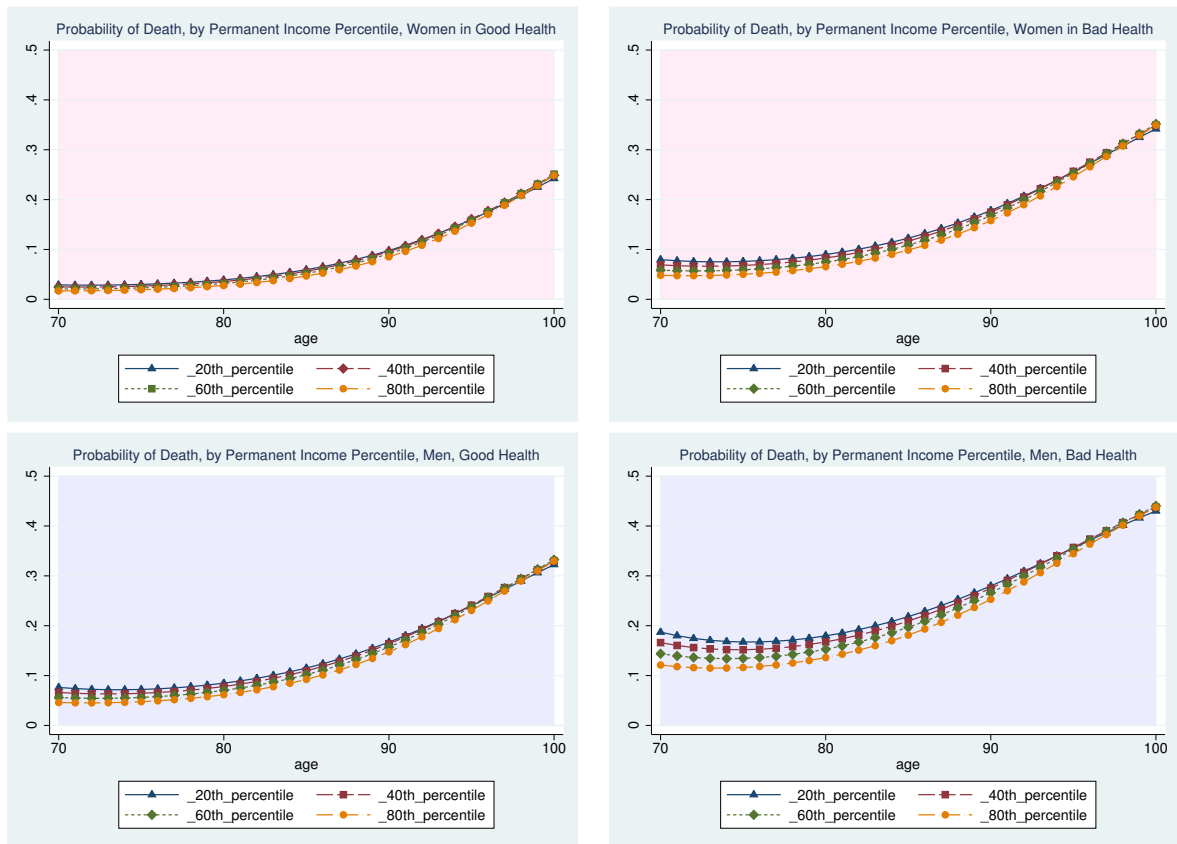 Probability of Death, by Permanent Income Percentile, Women in Good Health
.5
.4
.3
.2
.1
0
70 80 90 100
age
_20th_percentile _40th_percentile
_60th_percentile _80th_percentile
Probability of Death, by Permanent Income Percentile, Women in Bad Health
.5
.4
.3
.2
.1
0
70 80 90 100
age
_20th_percentile _40th_percentile
_60th_percentile _80th_percentile
Probability of Death, by Permanent Income Percentile, Men, Good Health
.5
.4
.3
.2
.1
0
70 80 90 100
age
_20th_percentile _40th_percentile
_60th_percentile _80th_percentile
Probability of Death, by Permanent Income Percentile, Men, Bad Health
.5
.4
.3
.2
.1
0
70 80 90 100
age
_20th_percentile _40th_percentile
_60th_percentile _80th_percentile